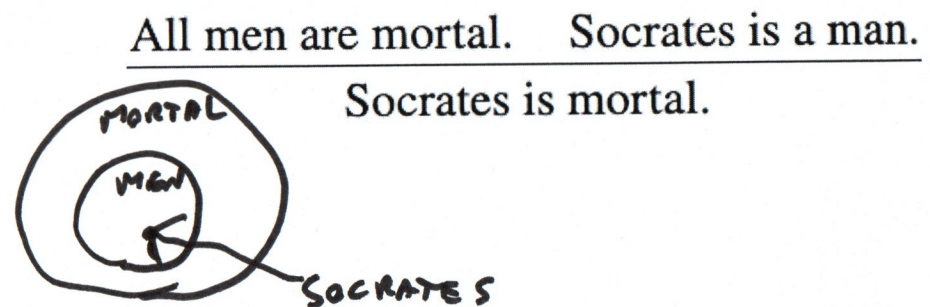 All men are mortal. Socrates is a man.
Socrates is mortal.
MORTAL
MEN
SOCRATES